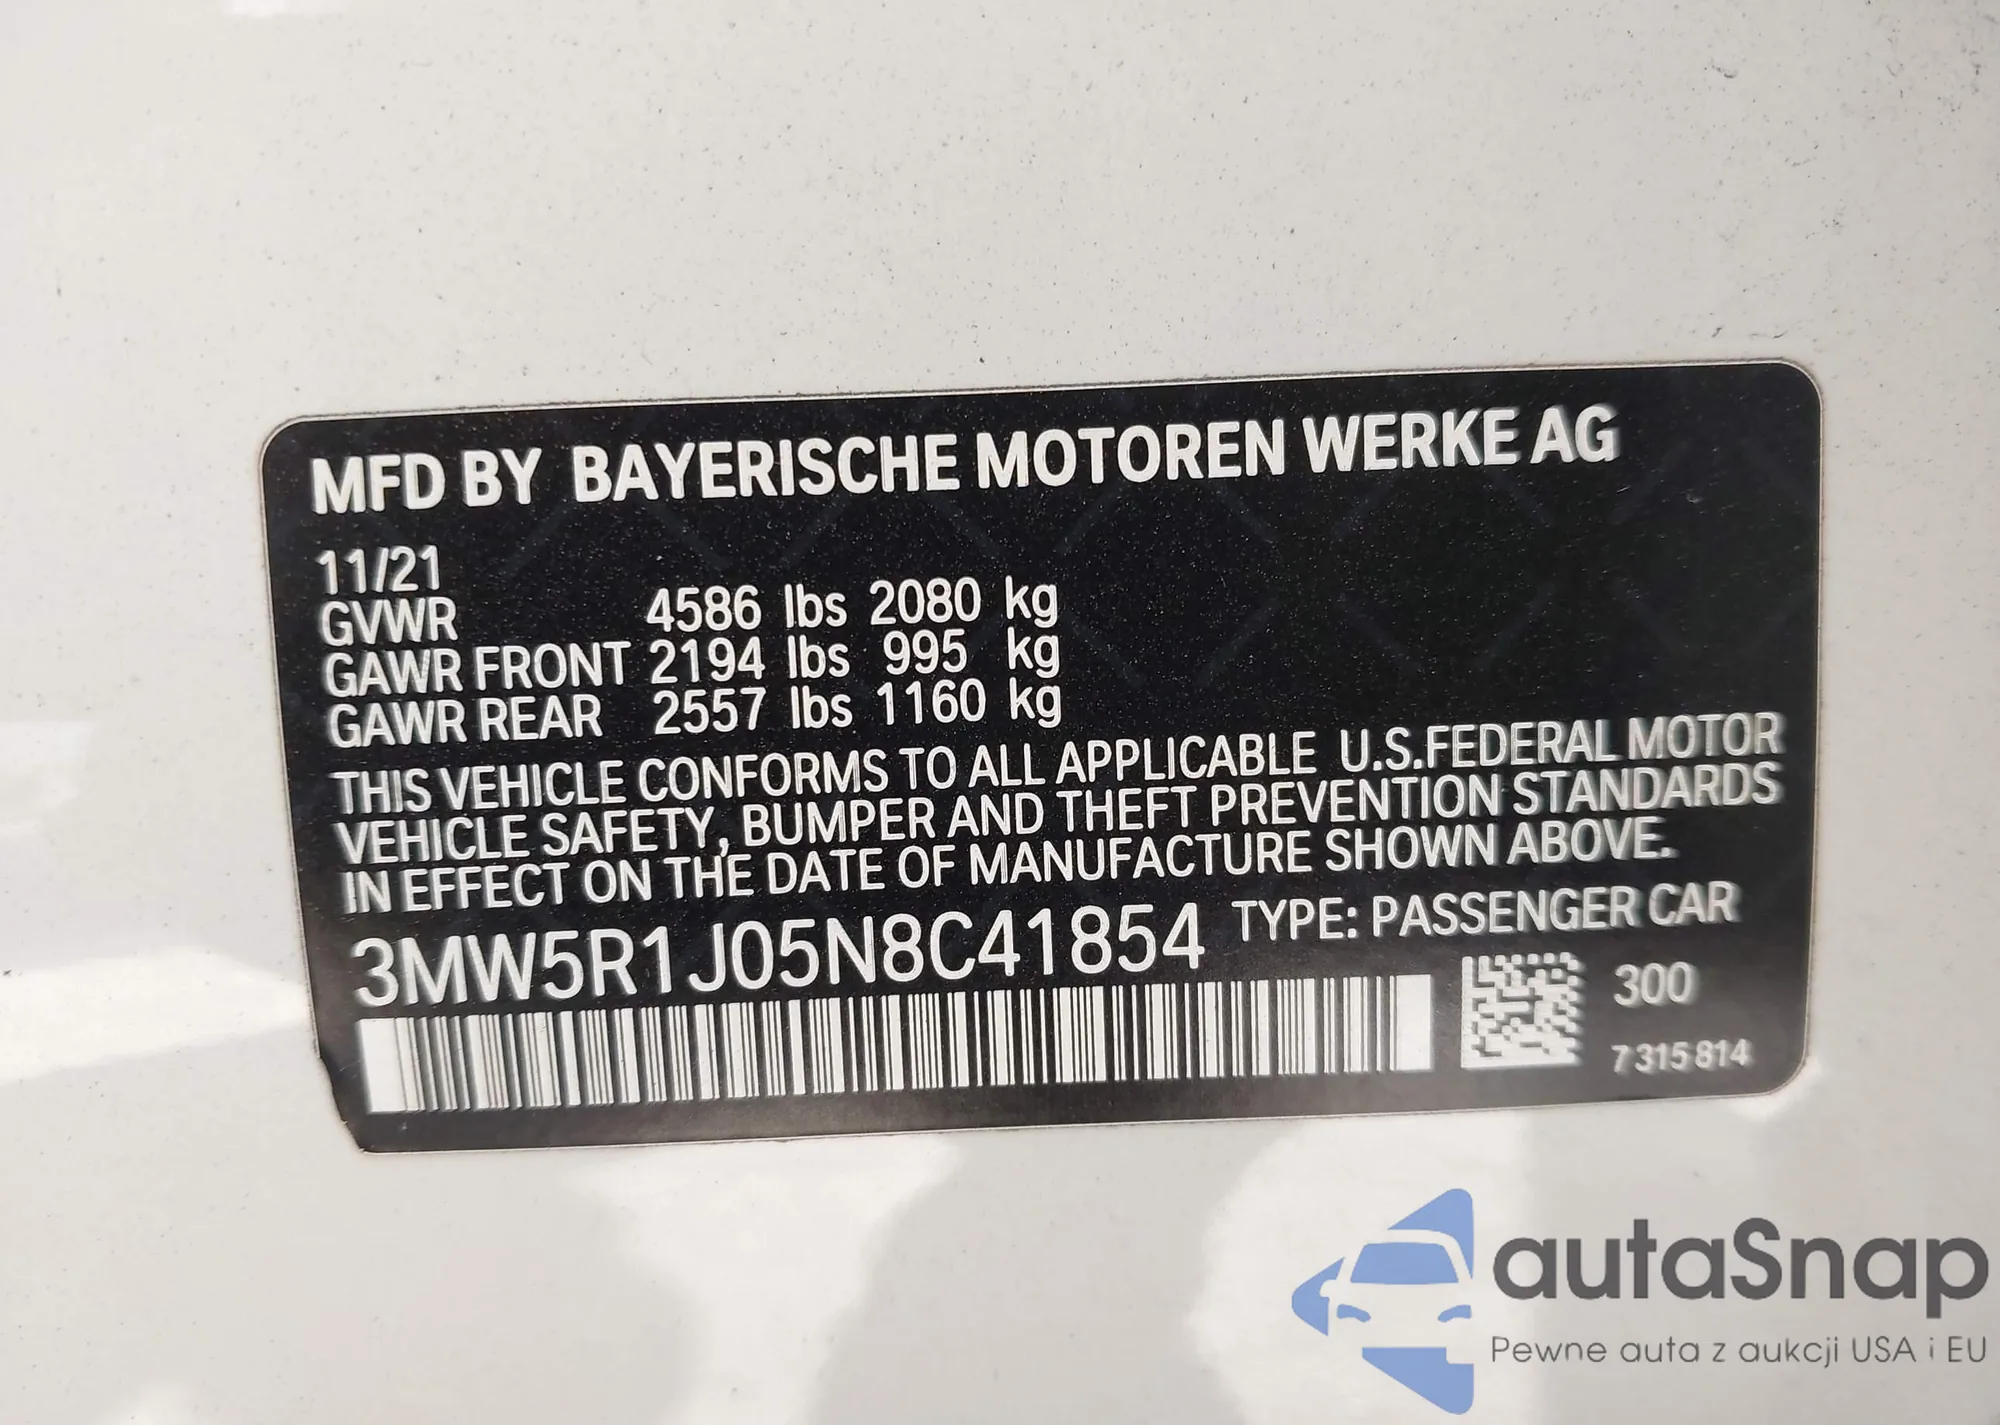 MFD BY BAYERISCHE MOTOREN WERKE AG
11/21
GVWR 4586 lbs 2080 kg
GAWR FRONT 2194 lbs 995 kg
GAWR REAR 2557 lbs 1160 kg
THIS VEHICLE CONFORMS TO ALL APPLICABLE U.S.FEDERAL MOTOR
VEHICLE SAFETY, BUMPER AND THEFT PREVENTION STANDARDS
IN EFFECT ON THE DATE OF MANUFACTURE SHOWN ABOVE.
3MW5R1J05N8C41854 TYPE: PASSENGER CAR
300
7315814
autaSnap
Pewne auta z aukcji USA i EU